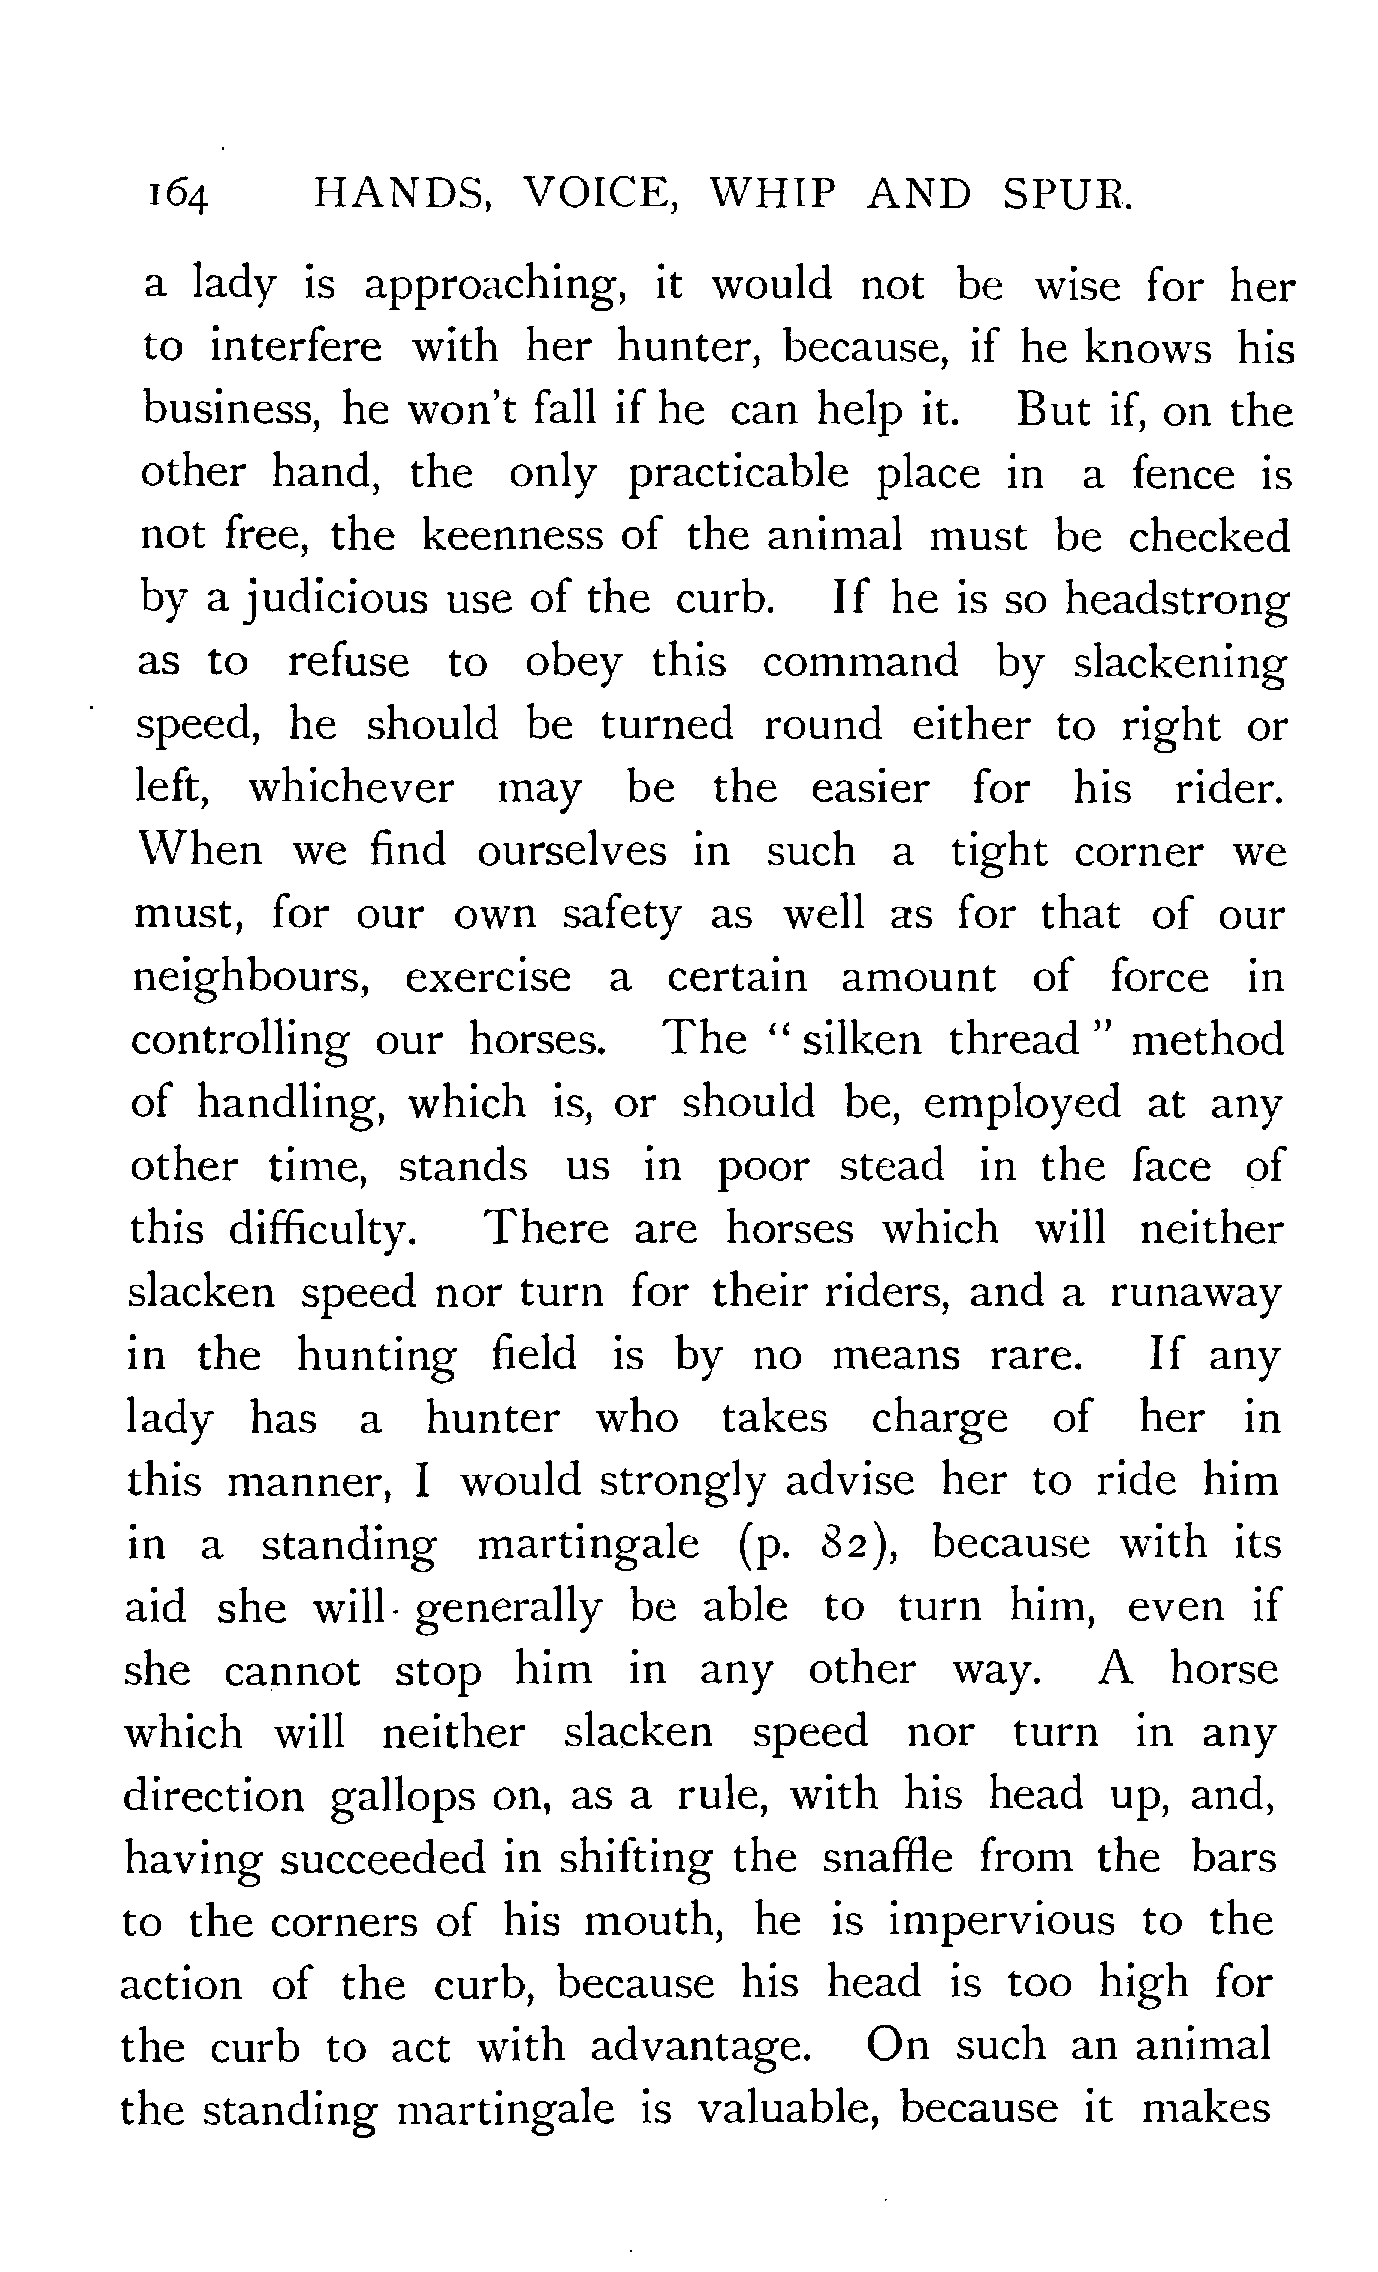 164 HANDS, VOICE, WHIP AND SPUR.
a lady is approaching, it would not be wise for her
to interfere with her hunter, because, if he knows his
business, he won't fall if he can help it. But if, on the
other hand, the only practicable place in a fence is
not free, the keenness of the animal must be checked
by a judicious use of the curb. If he is so headstrong
as to refuse to obey this command by slackening
speed, he should be turned round either to right or
left, whichever may be the easier for his rider.
When we find ourselves in such a tight corner we
must, for our own safety as well as for that of our
neighbours, exercise a certain amount of force in
controlling our horses. The " silken thread " method
of handling, which is, or should be, employed at any
other time, stands us in poor stead in the face of
this difficulty. There are horses which will neither
slacken speed nor turn for their riders, and a runaway
in the hunting field is by no means rare. If any
lady has a hunter who takes charge of her in
this manner, I would strongly advise her to ride him
in a standing martingale (p. 82), because with its
aid she will generally be able to turn him, even if
she cannot stop him in any other way. A horse
which will neither slacken speed nor turn in any
direction gallops on, as a rule, with his head up, and,
having succeeded in shifting the snaffle from the bars
to the corners of his mouth, he is impervious to the
action of the curb, because his head is too high for
the curb to act with advantage. On such an animal
the standing martingale is valuable, because it makes